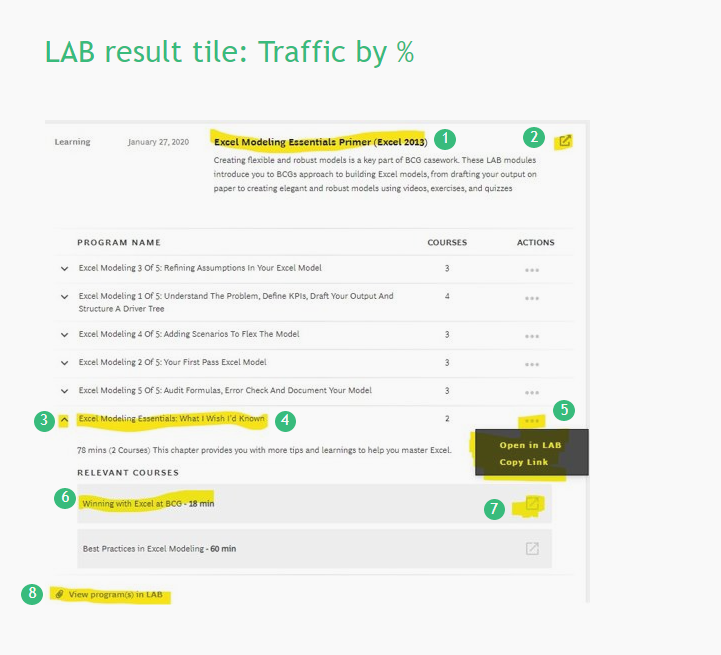 LAB result tile: Traffic by %
Learning January 27, 2020 Excel Modeling Essentials Primer (Excel 2013) 1 2
Creating flexible and robust models is a key part of BCG casework. These LAB modules
introduce you to BCGs approach to building Excel models, from drafting your output on
paper to creating elegant and robust models using videos, exercises, and quizzes
PROGRAM NAME COURSES ACTIONS
Excel Modeling 3 Of 5: Refining Assumptions In Your Excel Model 3
Excel Modeling 1 Of 5: Understand The Problem, Define KPIs, Draft Your Output And 4
Structure A Driver Tree
Excel Modeling 4 Of 5: Adding Scenarios To Flex The Model 3
Excel Modeling 2 Of 5: Your First Pass Excel Model 3
Excel Modeling 5 Of 5: Audit Formulas, Error Check And Document Your Model 3
3 Excel Modeling Essentials: What I Wish I'd Known 4 2 5
Open in LAB
78 mins (2 Courses) This chapter provides you with more tips and learnings to help you master Excel.
Copy Link
RELEVANT COURSES
6 Winning with Excel at BCG - 18 min 7
Best Practices in Excel Modeling - 60 min
8 View program(s) in LAB